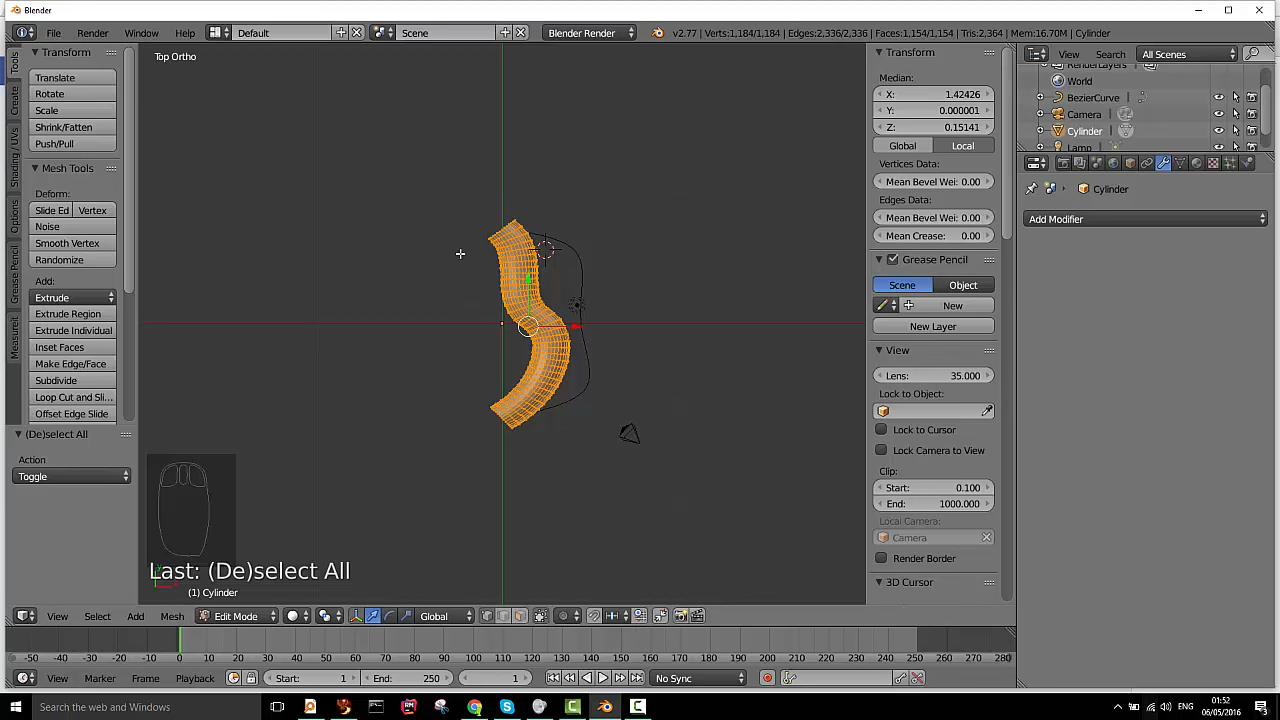 Blender
File Render Window Help Default Scene Blender Render v2.77 | Verts:1,184/1,184 | Edges:2,336/2,336 | Faces:1,154/1,154 | Tris:2,364 | Mem:16.70M | Cylinder
Tools
Create
Shading / UVs
Options
Grease Pencil
Measureit
Transform
Translate
Rotate
Scale
Shrink/Fatten
Push/Pull
Mesh Tools
Deform:
Slide Ed Vertex
Noise
Smooth Vertex
Randomize
Add:
Extrude
Extrude Region
Extrude Individual
Inset Faces
Make Edge/Face
Subdivide
Loop Cut and Sli...
Offset Edge Slide
(De)select All
Action
Toggle
Top Ortho
Last: (De)select All
(1) Cylinder
Transform
Median:
X: 1.42426
Y: 0.000001
Z: 0.15141
Global Local
Vertices Data:
Mean Bevel Wei: 0.00
Edges Data:
Mean Bevel Wei: 0.00
Mean Crease: 0.00
Grease Pencil
Scene Object
New
New Layer
View
Lens: 35.000
Lock to Object:
Lock to Cursor
Lock Camera to View
Clip:
Start: 0.100
End: 1000.000
Local Camera:
Camera
Render Border
3D Cursor
View Search All Scenes
RenderLayers
World
BezierCurve
Camera
Cylinder
Lamp
Cylinder
Add Modifier
View Select Add Mesh Edit Mode Global
-50 -40 -30 -20 -10 0 10 20 30 40 50 60 70 80 90 100 110 120 130 140 150 160 170 180 190 200 210 220 230 240 250 260 270 280
View Marker Frame Playback Start: 1 End: 250 1 No Sync
Search the web and Windows
ENG
01:52
06/05/2016